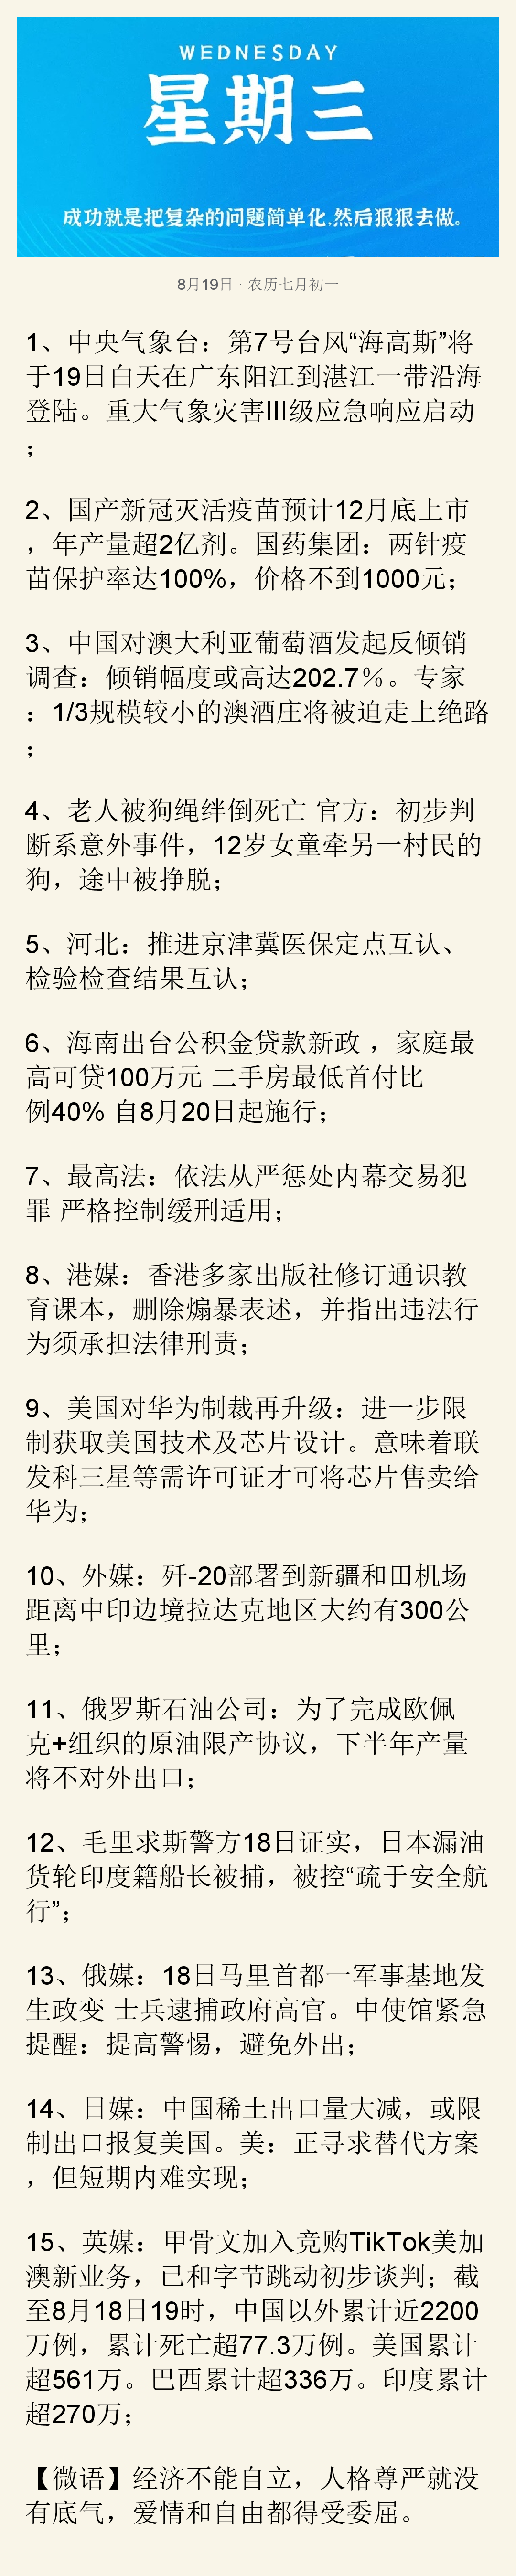 WEDNESDAY
星期三
成功就是把复杂的问题简单化,然后狠狠去做。
8月19日 · 农历七月初一
1、中央气象台：第7号台风“海高斯”将
于19日白天在广东阳江到湛江一带沿海
登陆。重大气象灾害III级应急响应启动
；
2、国产新冠灭活疫苗预计12月底上市
，年产量超2亿剂。国药集团：两针疫
苗保护率达100%，价格不到1000元；
3、中国对澳大利亚葡萄酒发起反倾销
调查：倾销幅度或高达202.7％。专家
：1/3规模较小的澳酒庄将被迫走上绝路
；
4、老人被狗绳绊倒死亡 官方：初步判
断系意外事件，12岁女童牵另一村民的
狗，途中被挣脱；
5、河北：推进京津冀医保定点互认、
检验检查结果互认；
6、海南出台公积金贷款新政 ，家庭最
高可贷100万元 二手房最低首付比
例40% 自8月20日起施行；
7、最高法：依法从严惩处内幕交易犯
罪 严格控制缓刑适用；
8、港媒：香港多家出版社修订通识教
育课本，删除煽暴表述，并指出违法行
为须承担法律刑责；
9、美国对华为制裁再升级：进一步限
制获取美国技术及芯片设计。意味着联
发科三星等需许可证才可将芯片售卖给
华为；
10、外媒：歼-20部署到新疆和田机场
距离中印边境拉达克地区大约有300公
里；
11、俄罗斯石油公司：为了完成欧佩
克+组织的原油限产协议，下半年产量
将不对外出口；
12、毛里求斯警方18日证实，日本漏油
货轮印度籍船长被捕，被控“疏于安全航
行”；
13、俄媒：18日马里首都一军事基地发
生政变 士兵逮捕政府高官。中使馆紧急
提醒：提高警惕，避免外出；
14、日媒：中国稀土出口量大减，或限
制出口报复美国。美：正寻求替代方案
，但短期内难实现；
15、英媒：甲骨文加入竞购TikTok美加
澳新业务，已和字节跳动初步谈判；截
至8月18日19时，中国以外累计近2200
万例，累计死亡超77.3万例。美国累计
超561万。巴西累计超336万。印度累计
超270万；
【微语】经济不能自立，人格尊严就没
有底气，爱情和自由都得受委屈。